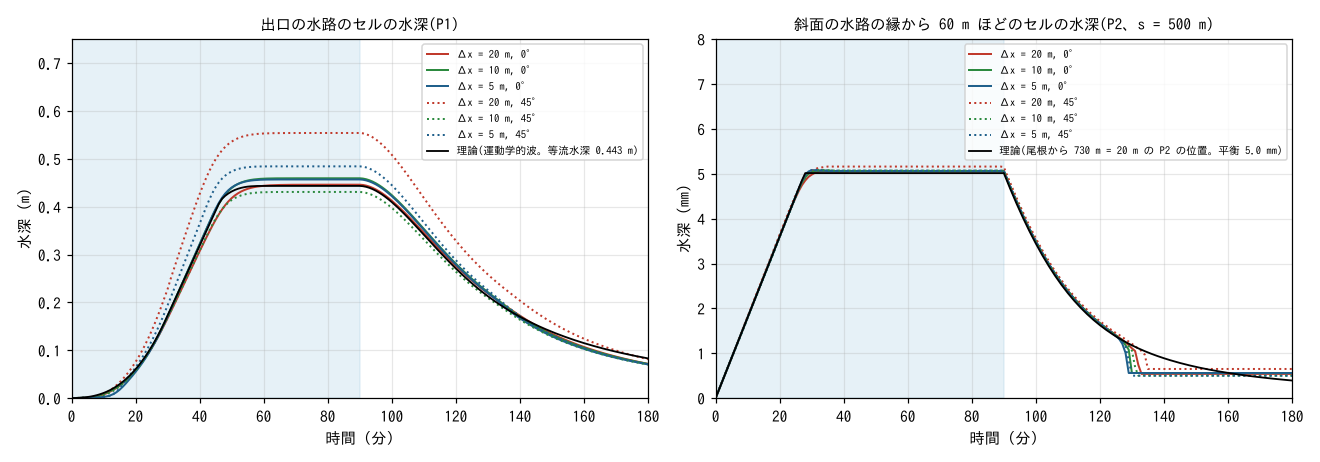 出口の水路のセルの水深(P1)
水深 (m)
0.7
0.6
0.5
0.4
0.3
0.2
0.1
0.0
0 20 40 60 80 100 120 140 160 180
時間 (分)
Δx = 20 m, 0°
Δx = 10 m, 0°
Δx = 5 m, 0°
Δx = 20 m, 45°
Δx = 10 m, 45°
Δx = 5 m, 45°
理論(運動学的波。等流水深 0.443 m)
斜面の水路の縁から 60 m ほどのセルの水深(P2、s = 500 m)
水深 (mm)
8
7
6
5
4
3
2
1
0
0 20 40 60 80 100 120 140 160 180
時間 (分)
Δx = 20 m, 0°
Δx = 10 m, 0°
Δx = 5 m, 0°
Δx = 20 m, 45°
Δx = 10 m, 45°
Δx = 5 m, 45°
理論(尾根から 730 m = 20 m の P2 の位置。平衡 5.0 mm)